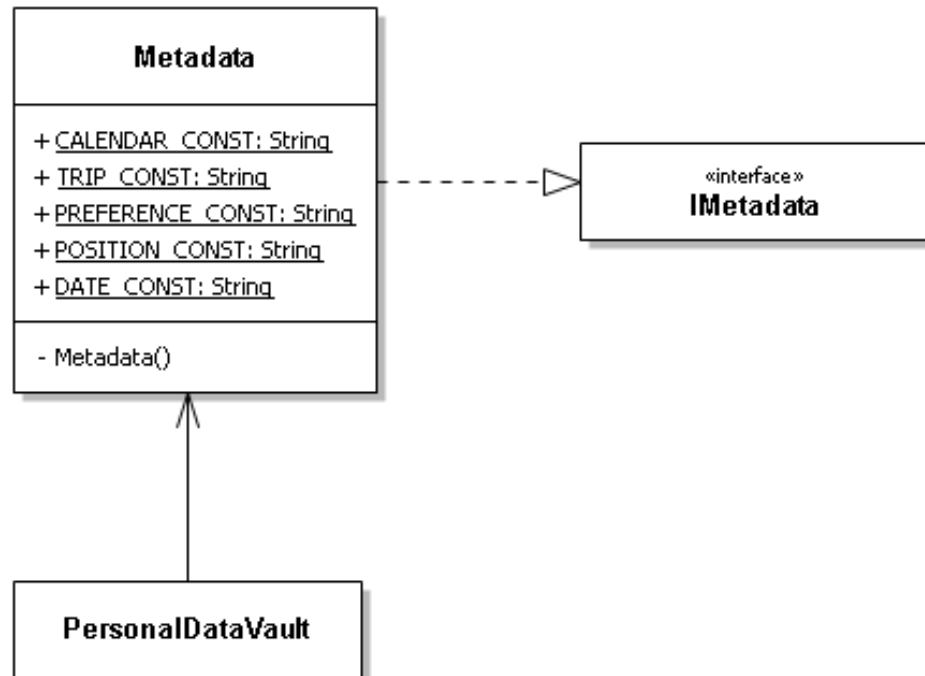 Metadata
+ CALENDAR_CONST: String
+ TRIP_CONST: String
+ PREFERENCE_CONST: String
+ POSITION_CONST: String
+ DATE_CONST: String
- Metadata()
«interface»
IMetadata
PersonalDataVault